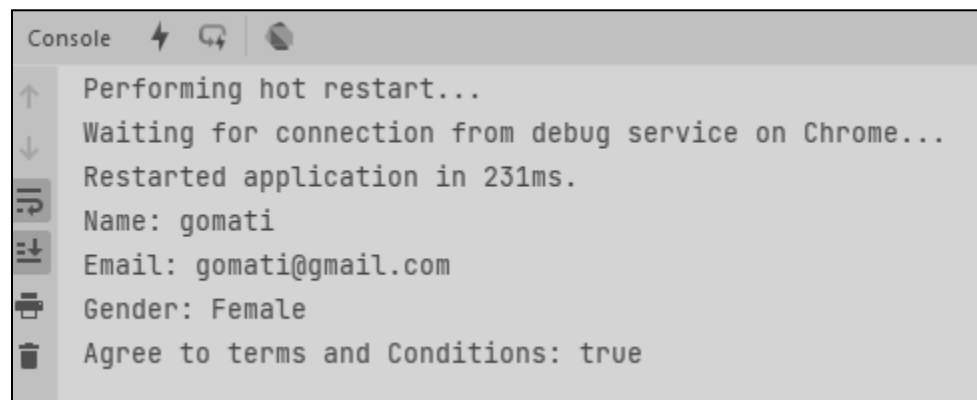 Console
Performing hot restart...
Waiting for connection from debug service on Chrome...
Restarted application in 231ms.
Name: gomati
Email: gomati@gmail.com
Gender: Female
Agree to terms and Conditions: true